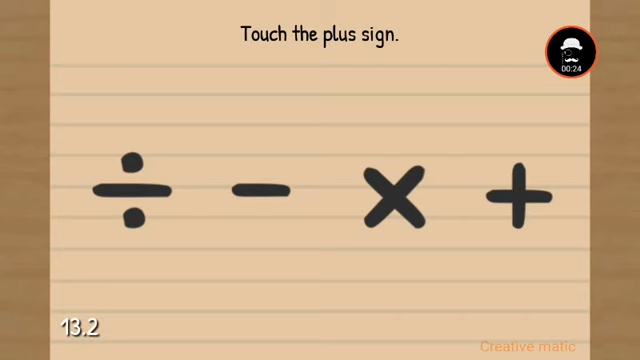 Touch the plus sign.
00:24
÷ − × +
13.2
Creative matic